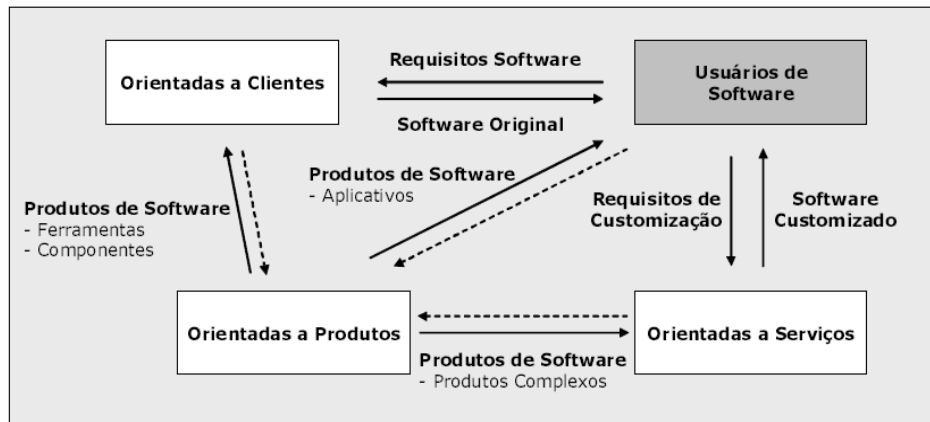 Orientadas a Clientes
Requisitos Software
Usuários de
Software
Software Original
Produtos de Software
- Aplicativos
Produtos de Software
- Ferramentas
- Componentes
Requisitos de
Customização
Software
Customizado
Orientadas a Produtos
Orientadas a Serviços
Produtos de Software
- Produtos Complexos